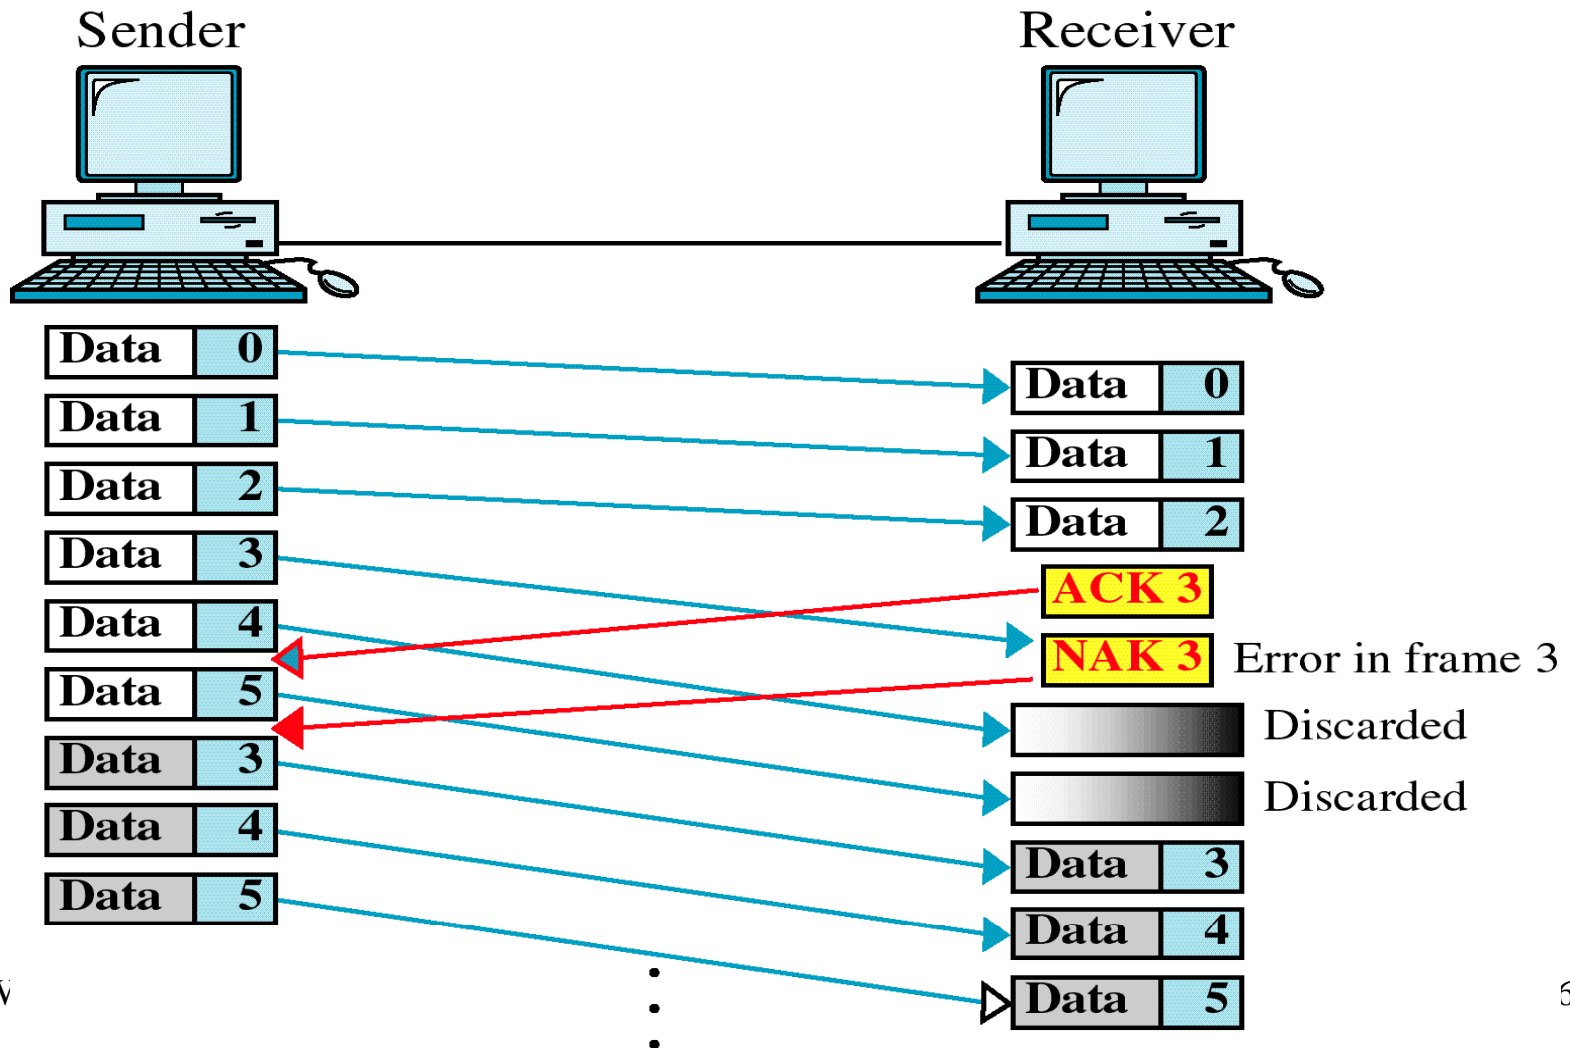 Sender
Receiver
Data 0
Data 1
Data 2
Data 3
Data 4
Data 5
Data 3
Data 4
Data 5
Data 0
Data 1
Data 2
ACK 3
NAK 3 Error in frame 3
Discarded
Discarded
Data 3
Data 4
Data 5